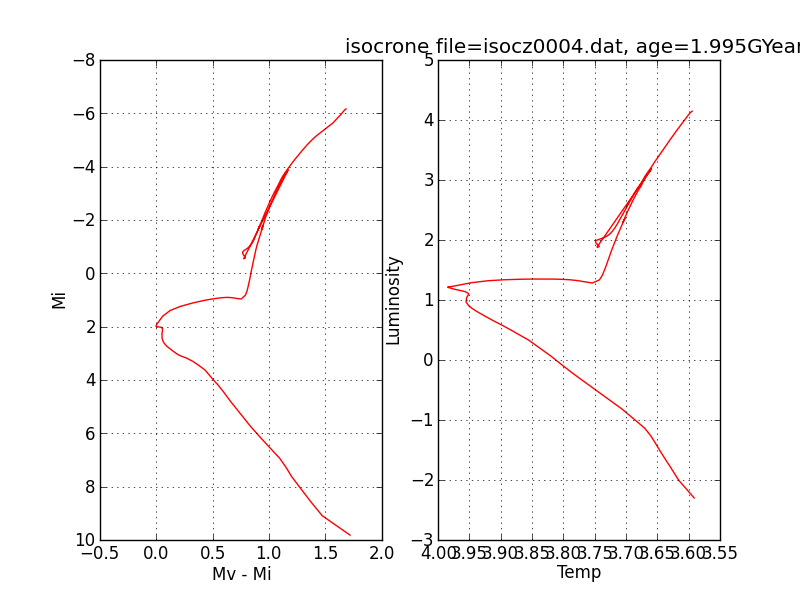 isocrone file=isocz0004.dat, age=1.995GYear
−8
−6
−4
−2
0
2
4
6
8
10
Mi
−0.5 0.0 0.5 1.0 1.5 2.0
Mv - Mi
5
4
3
2
1
0
−1
−2
−3
Luminosity
4.00 3.95 3.90 3.85 3.80 3.75 3.70 3.65 3.60 3.55
Temp